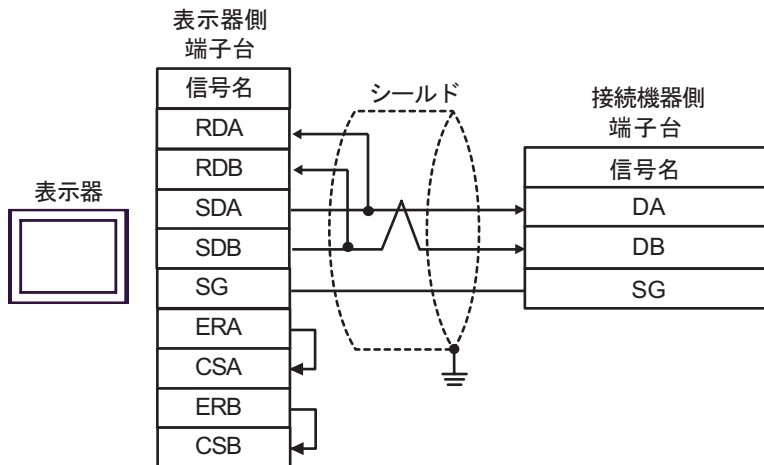 表示器側
端子台
信号名
RDA
RDB
SDA
SDB
SG
ERA
CSA
ERB
CSB
表示器
シールド
接続機器側
端子台
信号名
DA
DB
SG